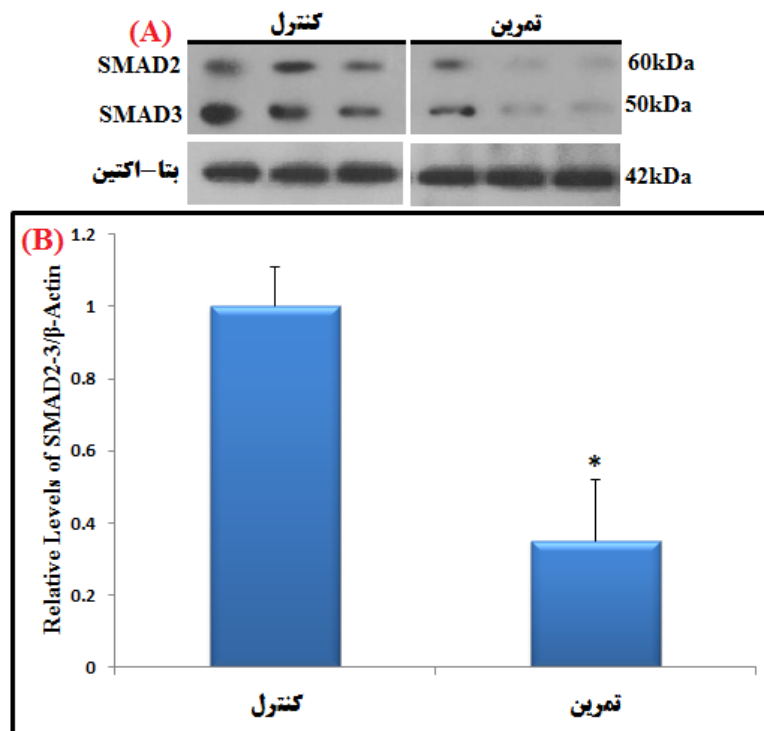 (A)
کنترل
تمرین
SMAD2
60kDa
SMAD3
50kDa
بتا-اکتین
42kDa
(B)
Relative Levels of SMAD2-3/β-Actin
1.2
1
0.8
0.6
0.4
0.2
0
*
کنترل
تمرین